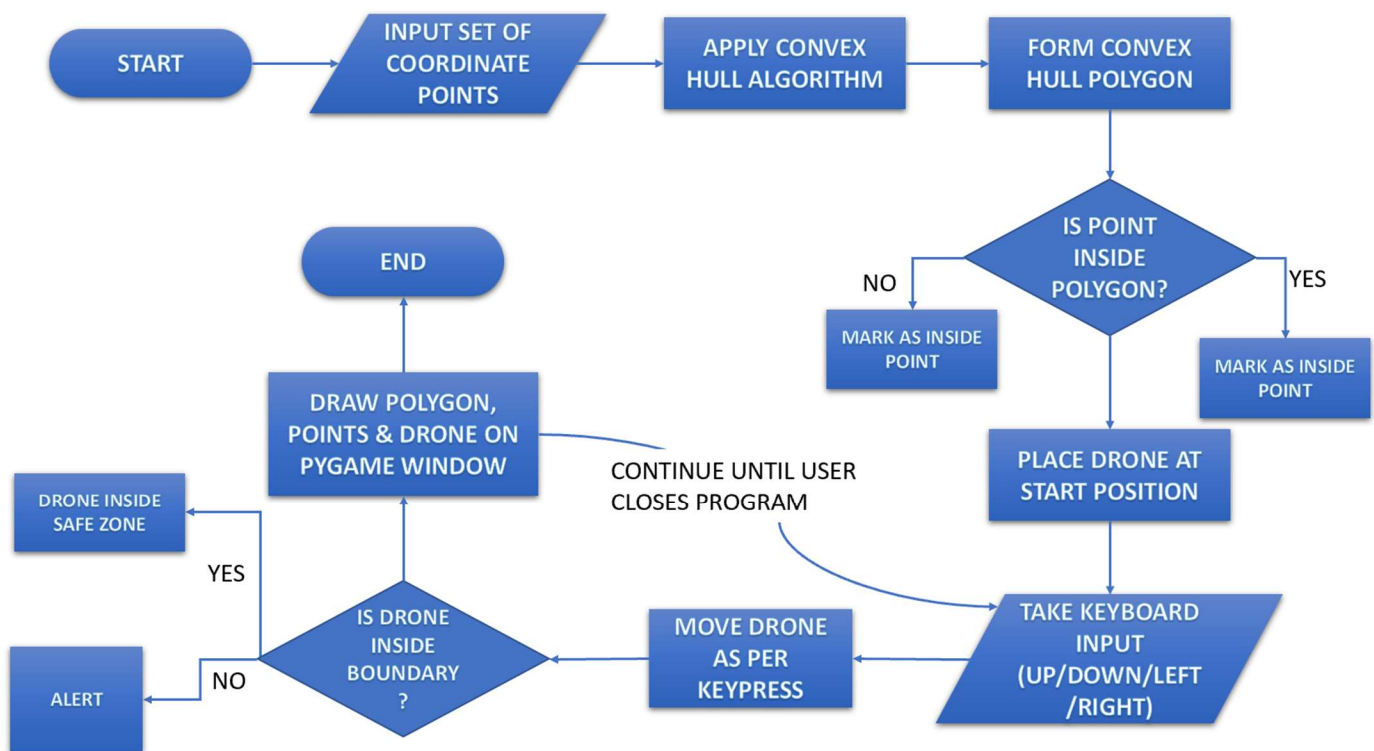 START
INPUT SET OF
COORDINATE
POINTS
APPLY CONVEX
HULL ALGORITHM
FORM CONVEX
HULL POLYGON
IS POINT
INSIDE
POLYGON?
NO
YES
MARK AS INSIDE
POINT
MARK AS INSIDE
POINT
PLACE DRONE AT
START POSITION
TAKE KEYBOARD
INPUT
(UP/DOWN/LEFT
/RIGHT)
MOVE DRONE
AS PER
KEYPRESS
IS DRONE
INSIDE
BOUNDARY
?
YES
DRONE INSIDE
SAFE ZONE
NO
ALERT
DRAW POLYGON,
POINTS & DRONE ON
PYGAME WINDOW
CONTINUE UNTIL USER
CLOSES PROGRAM
END